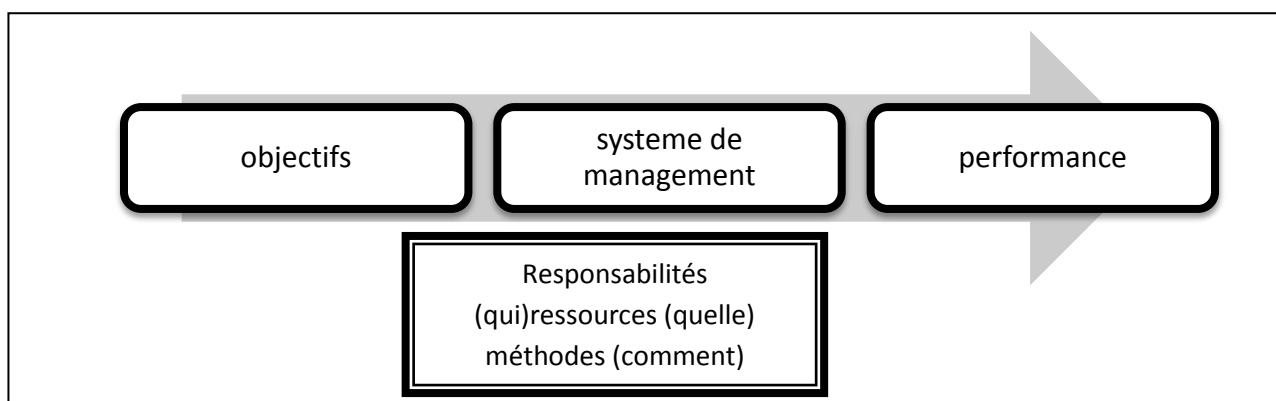 objectifs
systeme de
management
performance
Responsabilités
(qui)ressources (quelle)
méthodes (comment)